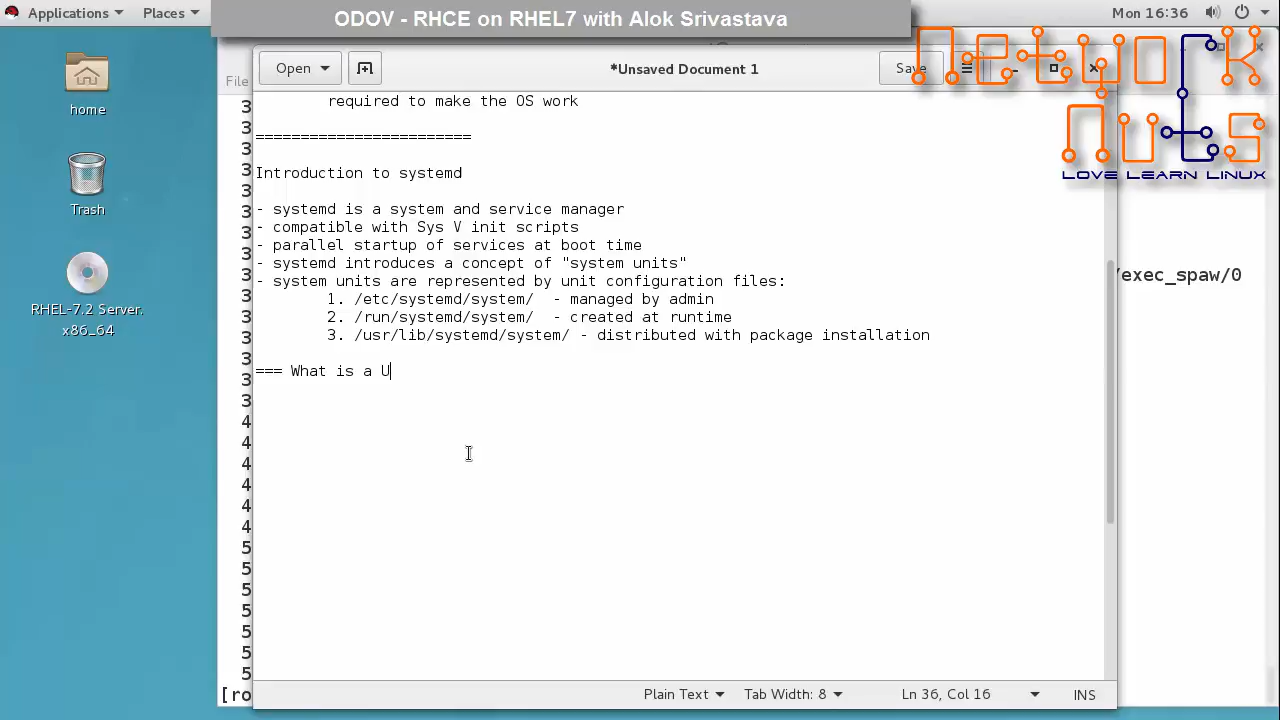 Applications Places Mon 16:36
ODOV - RHCE on RHEL7 with Alok Srivastava
NETWORK
NUTS
LOVE LEARN LINUX
home
Trash
RHEL-7.2 Server.
x86_64
File
Open *Unsaved Document 1 Save
required to make the OS work
========================
Introduction to systemd
- systemd is a system and service manager
- compatible with Sys V init scripts
- parallel startup of services at boot time
- systemd introduces a concept of "system units"
- system units are represented by unit configuration files:
1. /etc/systemd/system/ - managed by admin
2. /run/systemd/system/ - created at runtime
3. /usr/lib/systemd/system/ - distributed with package installation
=== What is a U
/exec_spaw/0
[ro
Plain Text Tab Width: 8 Ln 36, Col 16 INS